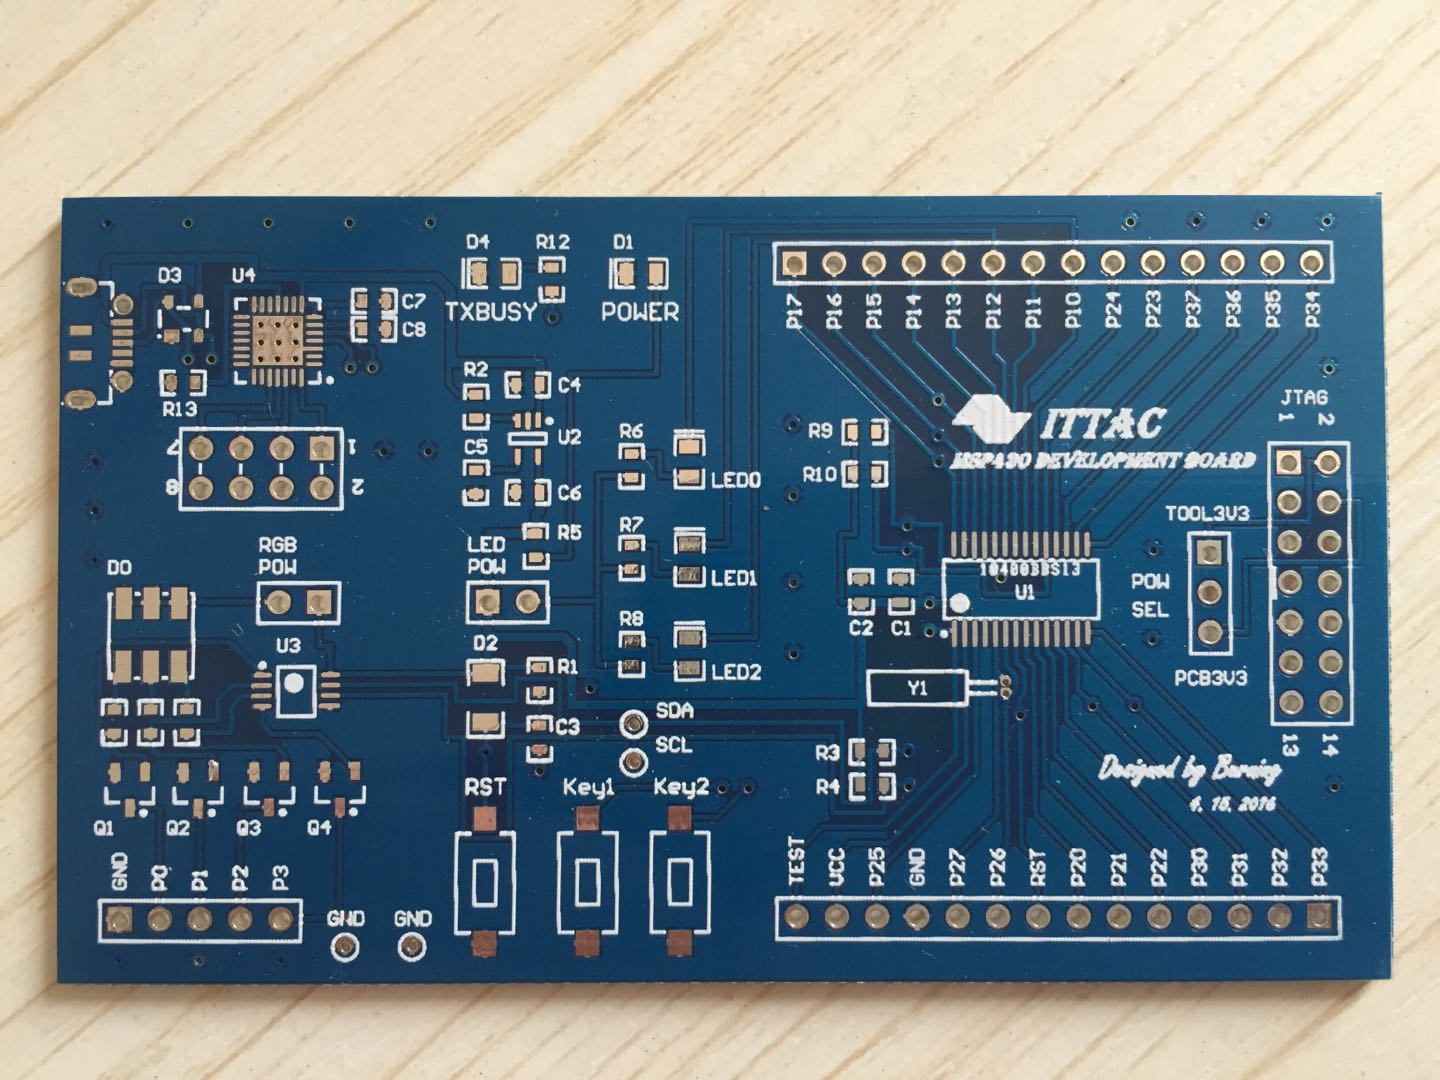 D4
R12
D1
TXBUSY
POWER
D3
U4
C7
C8
R13
P17
P16
P15
P14
P13
P12
P11
P10
P24
P23
P37
P36
P35
P34
R2
C4
U2
C5
C6
R5
7
1
8
2
R6
LED0
R7
LED1
R8
LED2
R9
R10
ITTAC
MSP430 DEVELOPMENT BOARD
JTAG
1
2
TOOL3V3
POW
SEL
PCB3V3
13
14
RGB
POW
LED
POW
D0
U3
D2
R1
C3
SDA
SCL
C2
C1
U1
Y1
R3
R4
4, 15, 2016
RST
Key1
Key2
Q1
Q2
Q3
Q4
GND
P0
P1
P2
P3
GND
GND
TEST
VCC
P25
GND
P27
P26
RST
P20
P21
P22
P30
P31
P32
P33
Designed by